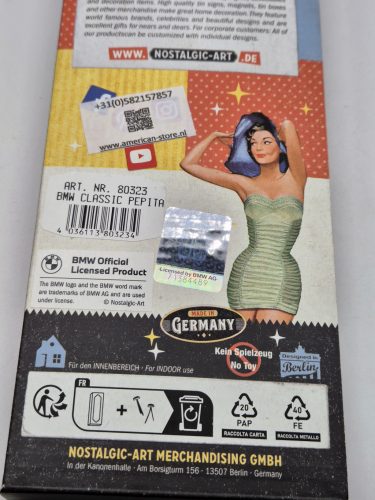 and decoration items. High quality tin signs, magnets, tin boxes
and other merchandise make great home decoration. They feature
world famous brands, celebrities and beautiful designs and are
excellent gifts for nears and dears. For corporate customers: All of
our productscan be customized with individual designs.
WWW. NOSTALGIC-ART .DE
+31(0)582157857
www.american-store.nl
ART. NR. 80323
BMW CLASSIC PEPITA
4 036113 803234
BMW Official
Licensed Product
Licensed by BMW AG
The BMW logo and the BMW word mark
are trademarks of BMW AG and are used
under license. © Nostalgic-Art
MADE IN
GERMANY
Kein Spielzeug
No Toy
Designed in
Berlin
Für den INNENBEREICH · For INDOOR use
FR
+
20
PAP
RACCOLTA CARTA
40
FE
RACCOLTA METALLO
NOSTALGIC-ART MERCHANDISING GMBH
In der Kanonenhalle · Am Borsigturm 156 · 13507 Berlin · Germany